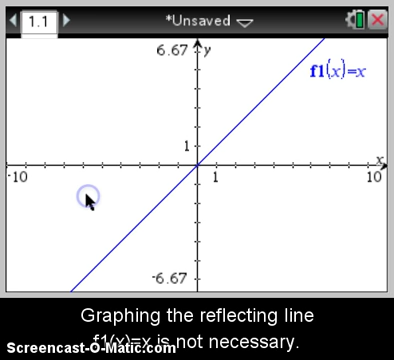 1.1
*Unsaved
6.67
y
f1(x)=x
1
x
-10
1
10
-6.67
Graphing the reflecting line
f1(x)=x is not necessary.
Screencast-O-Matic.com